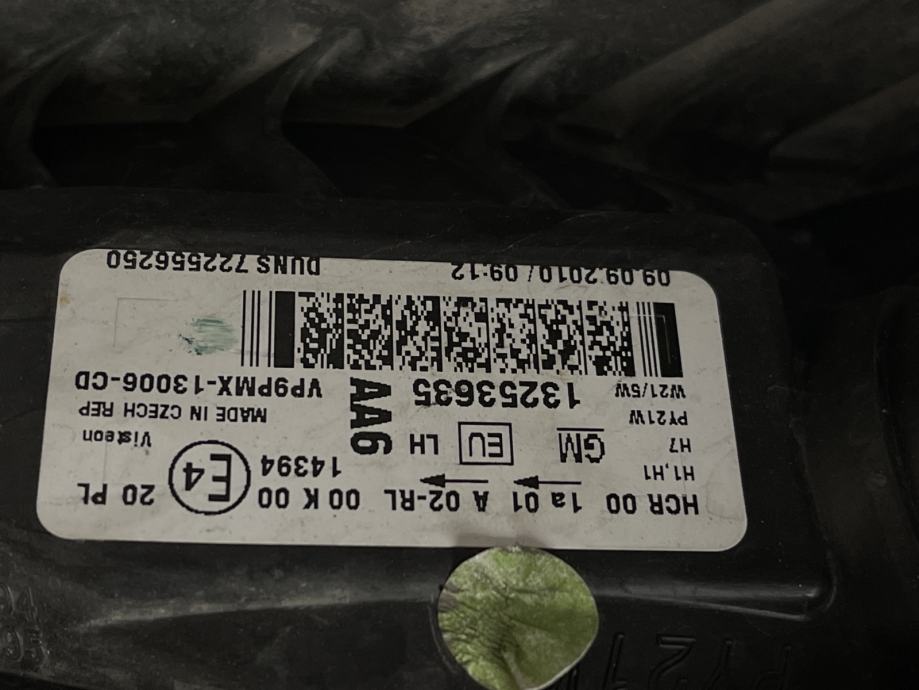 HCR 00 1a 01 A 02-RL 00 K 00 E4 20 PL
H1,H1 14394
H7 GM EU LH Visteon
PY21W AA6 MADE IN CZECH REP
W21/5W 13253635 VP9PMX-13006-CD
09.09.2010 / 09:12 DUNS 722556250